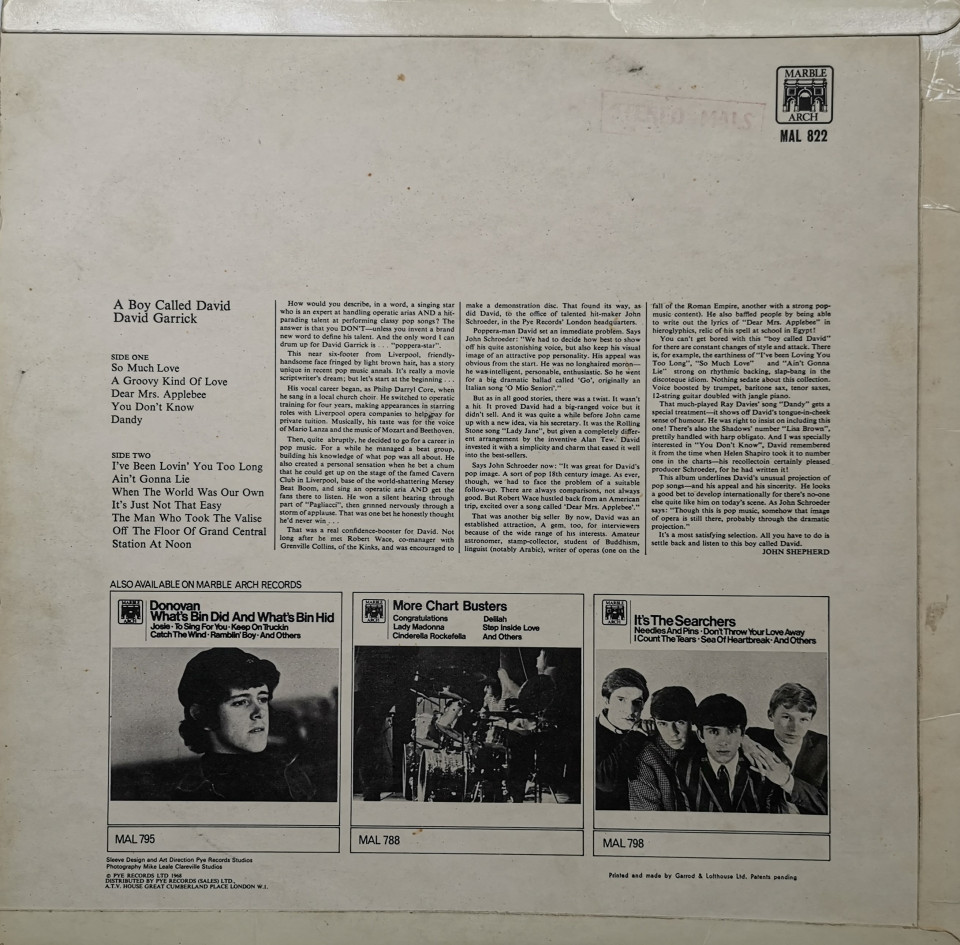 MARBLE
ARCH
MAL 822
STEREO MALS
A Boy Called David
David Garrick
SIDE ONE
So Much Love
A Groovy Kind Of Love
Dear Mrs. Applebee
You Don't Know
Dandy
SIDE TWO
I've Been Lovin' You Too Long
Ain't Gonna Lie
When The World Was Our Own
It's Just Not That Easy
The Man Who Took The Valise
Off The Floor Of Grand Central
Station At Noon
How would you describe, in a word, a singing star
who is an expert at handling operatic arias AND a hit-
parading talent at performing classy pop songs? The
answer is that you DON'T—unless you invent a brand
new word to define his talent. And the only word I can
drum up for David Garrick is . . . "poppera-star".
This near six-footer from Liverpool, friendly-
handsome face fringed by light brown hair, has a story
unique in recent pop music annals. It's really a movie
scriptwriter's dream; but let's start at the beginning . . .
His vocal career began, as Philip Darryl Core, when
he sang in a local church choir. He switched to operatic
training for four years, making appearances in starring
roles with Liverpool opera companies to help pay for
private tuition. Musically, his taste was for the voice
of Mario Lanza and the music of Mozart and Beethoven.
Then, quite abruptly, he decided to go for a career in
pop music. For a while he managed a beat group,
building his knowledge of what pop was all about. He
also created a personal sensation when he bet a chum
that he could get up on the stage of the famed Cavern
Club in Liverpool, base of the world-shattering Mersey
Beat Boom, and sing an operatic aria AND get the
fans there to listen. He won a silent hearing through
part of "Pagliacci", then grinned nervously through a
storm of applause. That was one bet he honestly thought
he'd never win . . .
That was a real confidence-booster for David. Not
long after he met Robert Wace, co-manager with
Grenville Collins, of the Kinks, and was encouraged to
make a demonstration disc. That found its way, as
did David, to the office of talented hit-maker John
Schroeder, in the Pye Records' London headquarters.
Poppera-man David set an immediate problem. Says
John Schroeder: "We had to decide how best to show
off his quite astonishing voice, but also keep his visual
image of an attractive pop personality. His appeal was
obvious from the start. He was no longhaired moron—
he was intelligent, personable, enthusiastic. So he went
for a big dramatic ballad called 'Go', originally an
Italian song 'O Mio Seniori'."
But as in all good stories, there was a twist. It wasn't
a hit. It proved David had a big-ranged voice but it
didn't sell. And it was quite a while before John came
up with a new idea, via his secretary. It was the Rolling
Stone song "Lady Jane", but given a completely differ-
ent arrangement by the inventive Alan Tew. David
invested it with a simplicity and charm that eased it well
into the best-sellers.
Says John Schroeder now: "It was great for David's
pop image. A sort of pop 18th century image. As ever,
though, we had to face the problem of a suitable
follow-up. There are always comparisons, not always
good. But Robert Wace hustled back from an American
trip, excited over a song called 'Dear Mrs. Applebee'."
That was another big seller. By now, David was an
established attraction, A gem, too, for interviewers
because of the wide range of his interests. Amateur
astronomer, stamp-collector, student of Buddhism,
linguist (notably Arabic), writer of operas (one on the
fall of the Roman Empire, another with a strong pop-
music content). He also baffled people by being able
to write out the lyrics of "Dear Mrs. Applebee" in
hieroglyphics, relic of his spell at school in Egypt!
You can't get bored with this "boy called David"
for there are constant changes of style and attack. There
is, for example, the earthiness of "I've been Loving You
Too Long", "So Much Love" and "Ain't Gonna
Lie" strong on rhythmic backing, slap-bang in the
discoteque idiom. Nothing sedate about this collection.
Voice boosted by trumpet, baritone sax, tenor saxes,
12-string guitar doubled with jangle piano.
That much-played Ray Davies' song "Dandy" gets a
special treatment—it shows off David's tongue-in-cheek
sense of humour. He was right to insist on including this
one! There's also the Shadows' number "Lisa Brown",
prettily handled with harp obligato. And I was specially
interested in "You Don't Know", David remembered
it from the time when Helen Shapiro took it to number
one in the charts—his recollectoin certainly pleased
producer Schroeder, for he had written it!
This album underlines David's unusual projection of
pop songs—and his appeal and his sincerity. He looks
a good bet to develop internationally for there's no-one
else quite like him on today's scene. As John Schroeder
says: "Though this is pop music, somehow that image
of opera is still there, probably through the dramatic
projection."
It's a most satisfying selection. All you have to do is
settle back and listen to this boy called David.
JOHN SHEPHERD
ALSO AVAILABLE ON MARBLE ARCH RECORDS
MARBLE
ARCH
Donovan
What's Bin Did And What's Bin Hid
Josie · To Sing For You · Keep On Truckin
Catch The Wind · Ramblin' Boy · And Others
MAL 795
MARBLE
ARCH
More Chart Busters
Congratulations Delilah
Lady Madonna Step Inside Love
Cinderella Rockefella And Others
MAL 788
MARBLE
ARCH
It's The Searchers
Needles And Pins · Don't Throw Your Love Away
I Count The Tears · Sea Of Heartbreak · And Others
MAL 798
Sleeve Design and Art Direction Pye Records Studios
Photography Mike Leale Clareville Studios
© PYE RECORDS LTD 1968
DISTRIBUTED BY PYE RECORDS (SALES) LTD.,
A.T.V. HOUSE GREAT CUMBERLAND PLACE LONDON W.1.
Printed and made by Garrod & Lofthouse Ltd. Patents pending